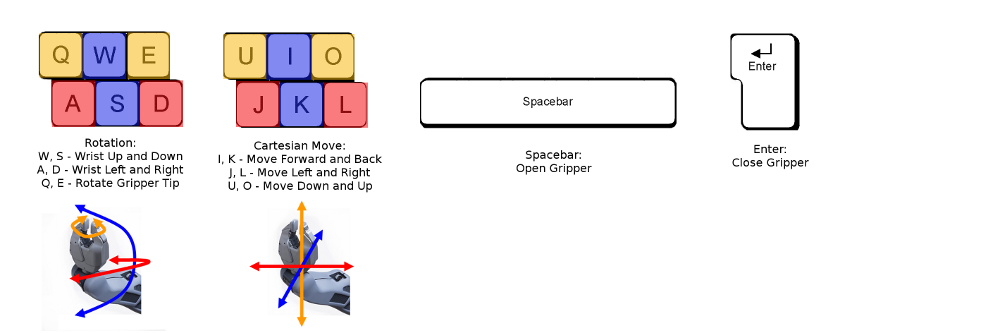 Q W E
A S D
Rotation:
W, S - Wrist Up and Down
A, D - Wrist Left and Right
Q, E - Rotate Gripper Tip
U I O
J K L
Cartesian Move:
I, K - Move Forward and Back
J, L - Move Left and Right
U, O - Move Down and Up
Spacebar
Spacebar:
Open Gripper
Enter
Enter:
Close Gripper